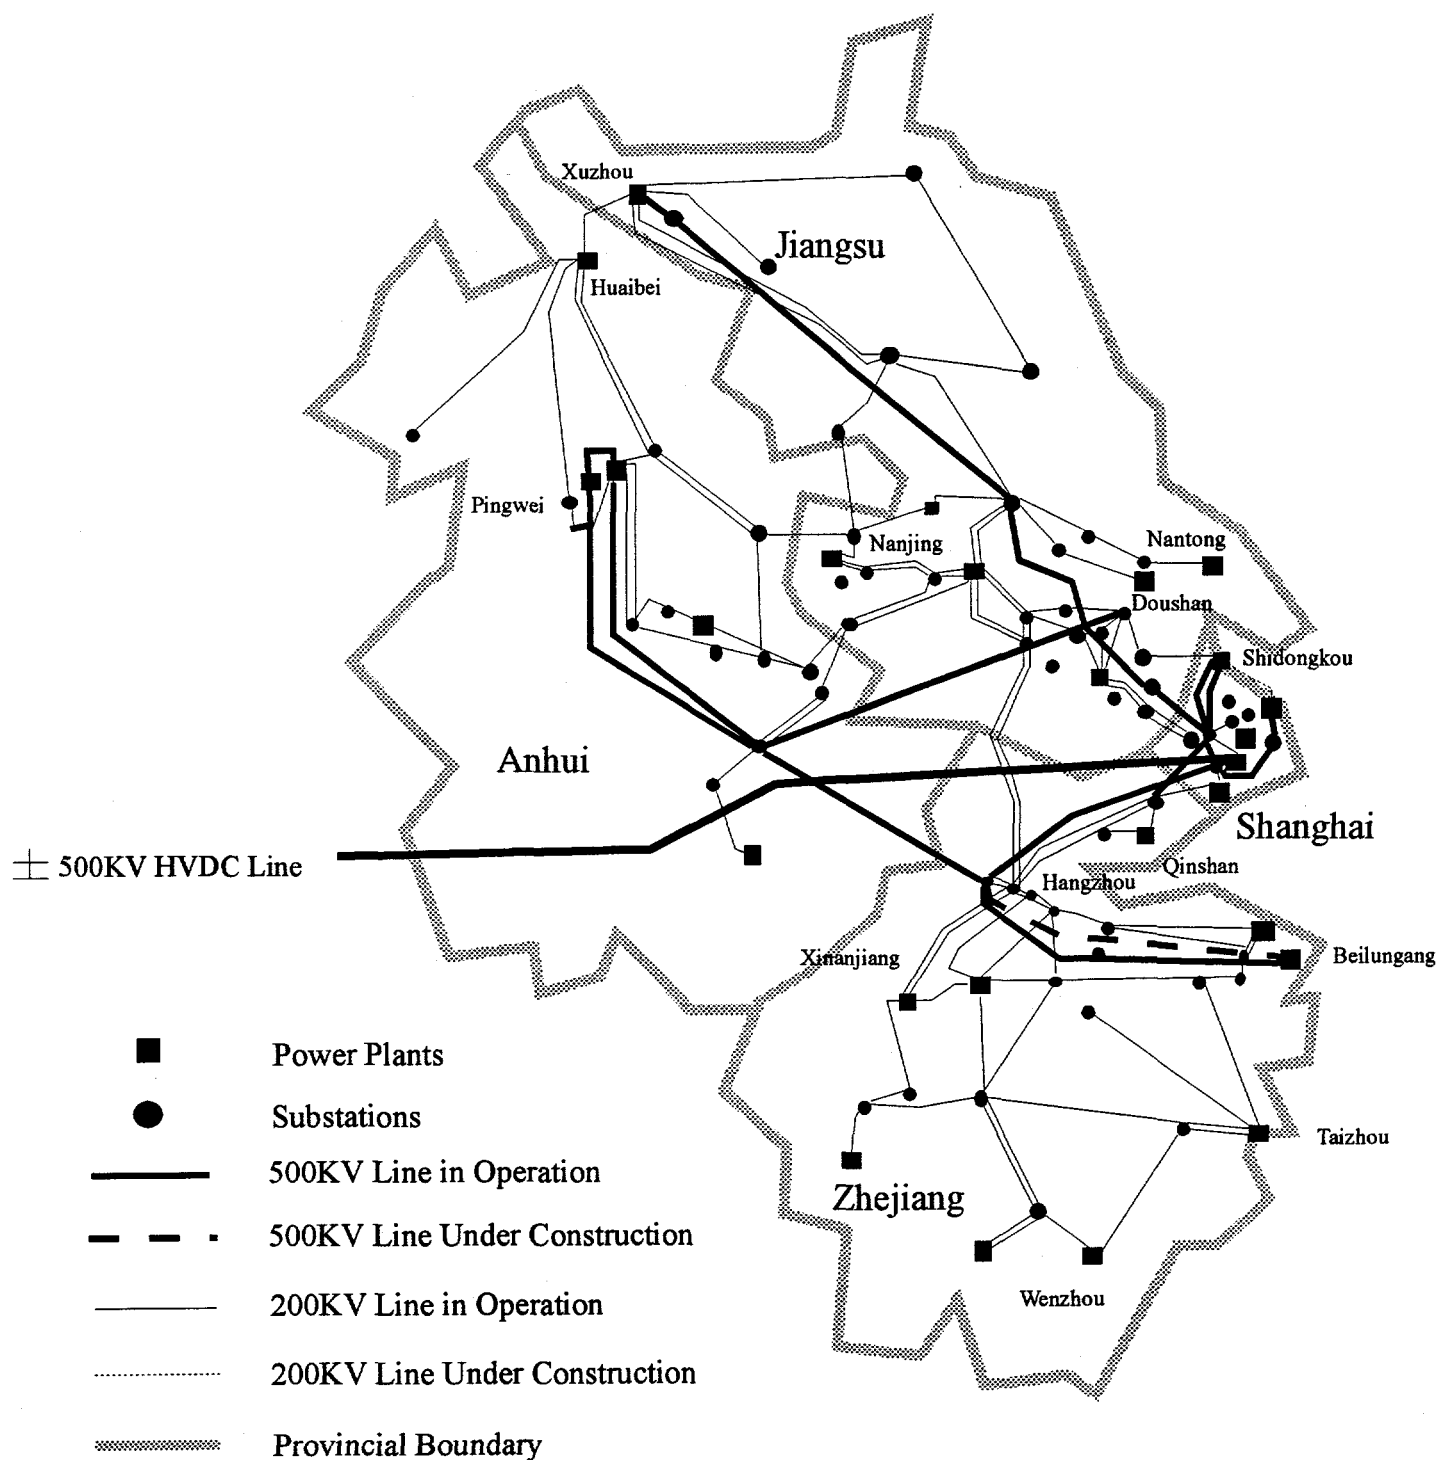 Xuzhou
Jiangsu
Huaibei
Pingwei
Nanjing
Nantong
Doushan
Shidongkou
Anhui
Shanghai
± 500KV HVDC Line
Qinshan
Hangzhou
Xinanjiang
Beilungang
Power Plants
Substations
Taizhou
500KV Line in Operation
Zhejiang
500KV Line Under Construction
200KV Line in Operation
Wenzhou
200KV Line Under Construction
Provincial Boundary